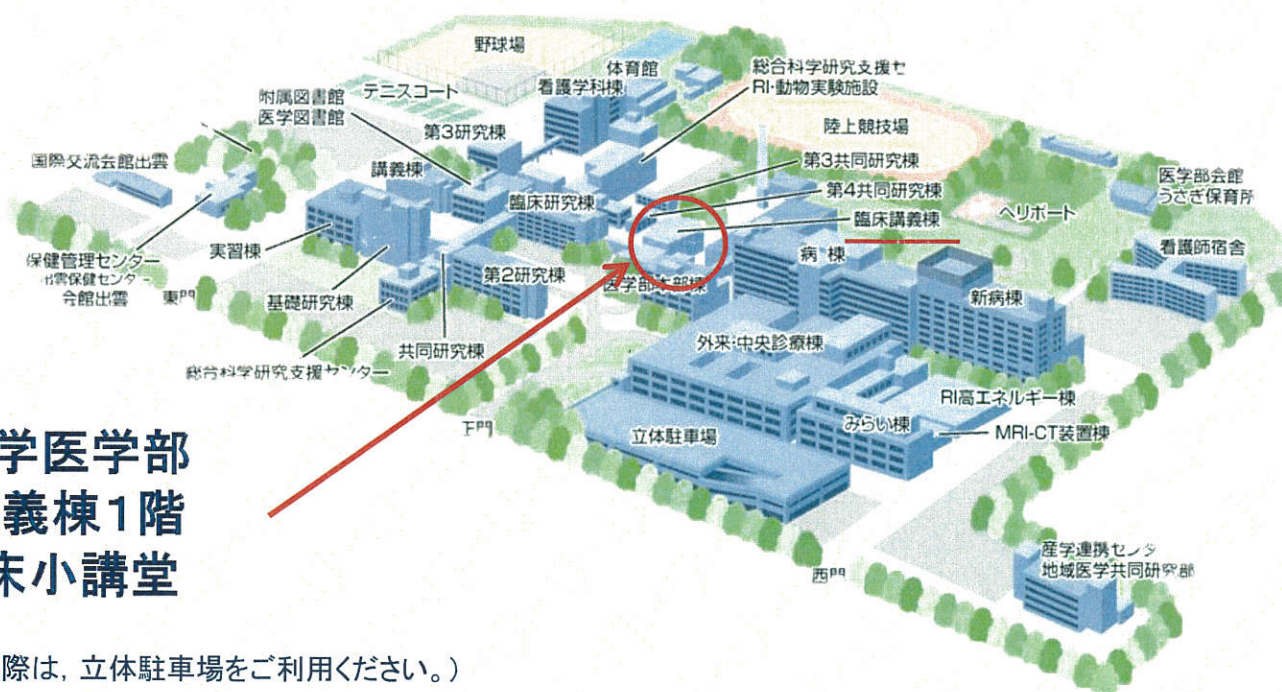 野球場
体育館
総合科学研究支援セ
RI・動物実験施設
附属図書館
医学図書館
テニスコート
看護学科棟
陸上競技場
第3研究棟
国際交流会館出雲
講義棟
第3共同研究棟
第4共同研究棟
医学部会館
うさぎ保育所
臨床研究棟
臨床講義棟
ヘリポート
実習棟
病棟
看護師宿舎
保健管理センター
出雲保健センター
会館出雲
東門
基礎研究棟
第2研究棟
医学部本部棟
新病棟
共同研究棟
外来・中央診療棟
総合科学研究支援センター
RI高エネルギー棟
正門
立体駐車場
みらい棟
MRI-CT装置棟
学医学部
義棟1階
床小講堂
西門
産学連携センタ
地域医学共同研究部
際は，立体駐車場をご利用ください。）